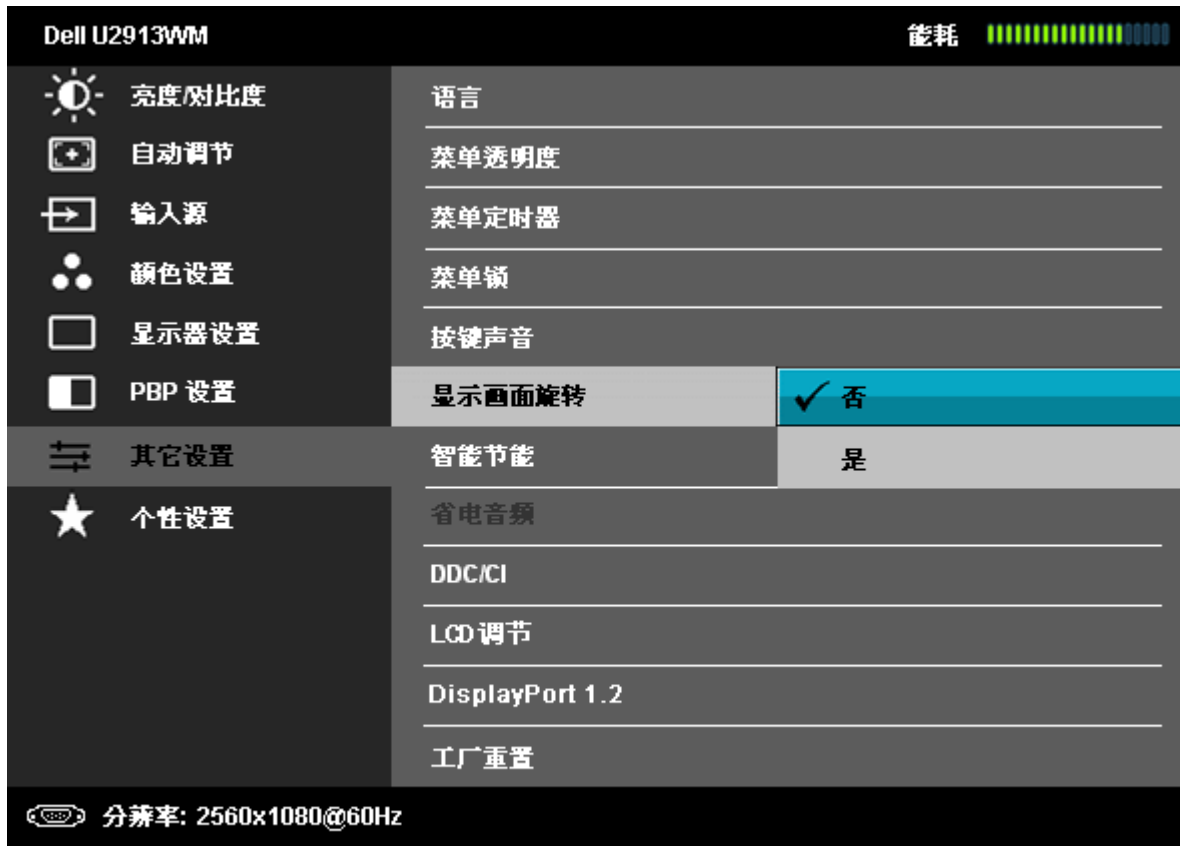 Dell U2913WM
能耗
亮度/对比度
自动调节
输入源
颜色设置
显示器设置
PBP 设置
其它设置
个性设置
语言
菜单透明度
菜单定时器
菜单锁
按键声音
显示画面旋转
否
是
智能节能
省电音频
DDC/CI
LCD 调节
DisplayPort 1.2
工厂重置
分辨率: 2560x1080@60Hz